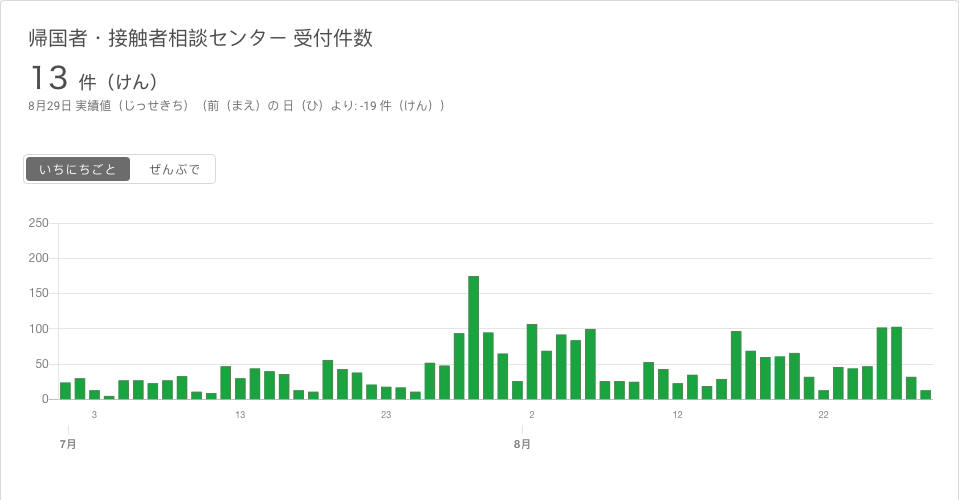 帰国者・接触者相談センター 受付件数
13 件（けん）
8月29日 実績値（じっせきち）（前（まえ）の 日（ひ）より: -19 件（けん））
いちにちごと ぜんぶで
250
200
150
100
50
0
3 13 23 2 12 22
7月 8月